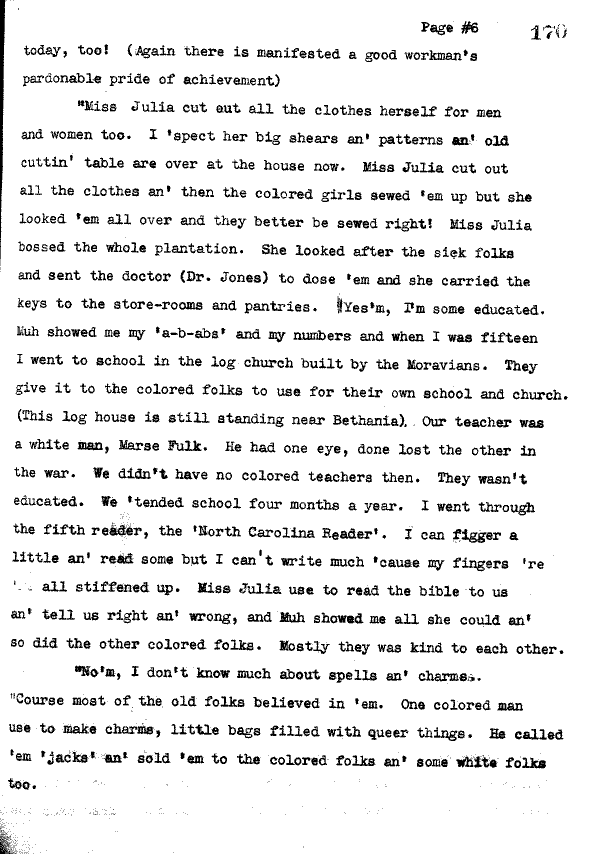 Page #6 170
today, too! (Again there is manifested a good workman's
pardonable pride of achievement)
"Miss Julia cut out all the clothes herself for men
and women too. I 'spect her big shears an' patterns an' old
cuttin' table are over at the house now. Miss Julia cut out
all the clothes an' then the colored girls sewed 'em up but she
looked 'em all over and they better be sewed right! Miss Julia
bossed the whole plantation. She looked after the sick folks
and sent the doctor (Dr. Jones) to dose 'em and she carried the
keys to the store-rooms and pantries. "Yes'm, I'm some educated.
Muh showed me my 'a-b-abs' and my numbers and when I was fifteen
I went to school in the log church built by the Moravians. They
give it to the colored folks to use for their own school and church.
(This log house is still standing near Bethania). Our teacher was
a white man, Marse Fulk. He had one eye, done lost the other in
the war. We didn't have no colored teachers then. They wasn't
educated. We 'tended school four months a year. I went through
the fifth reader, the 'North Carolina Reader'. I can figger a
little an' read some but I can't write much 'cause my fingers 're
all stiffened up. Miss Julia use to read the bible to us
an' tell us right an' wrong, and Muh showed me all she could an'
so did the other colored folks. Mostly they was kind to each other.
"No'm, I don't know much about spells an' charms.
"Course most of the old folks believed in 'em. One colored man
use to make charms, little bags filled with queer things. He called
'em 'jacks' an' sold 'em to the colored folks an' some white folks
too.